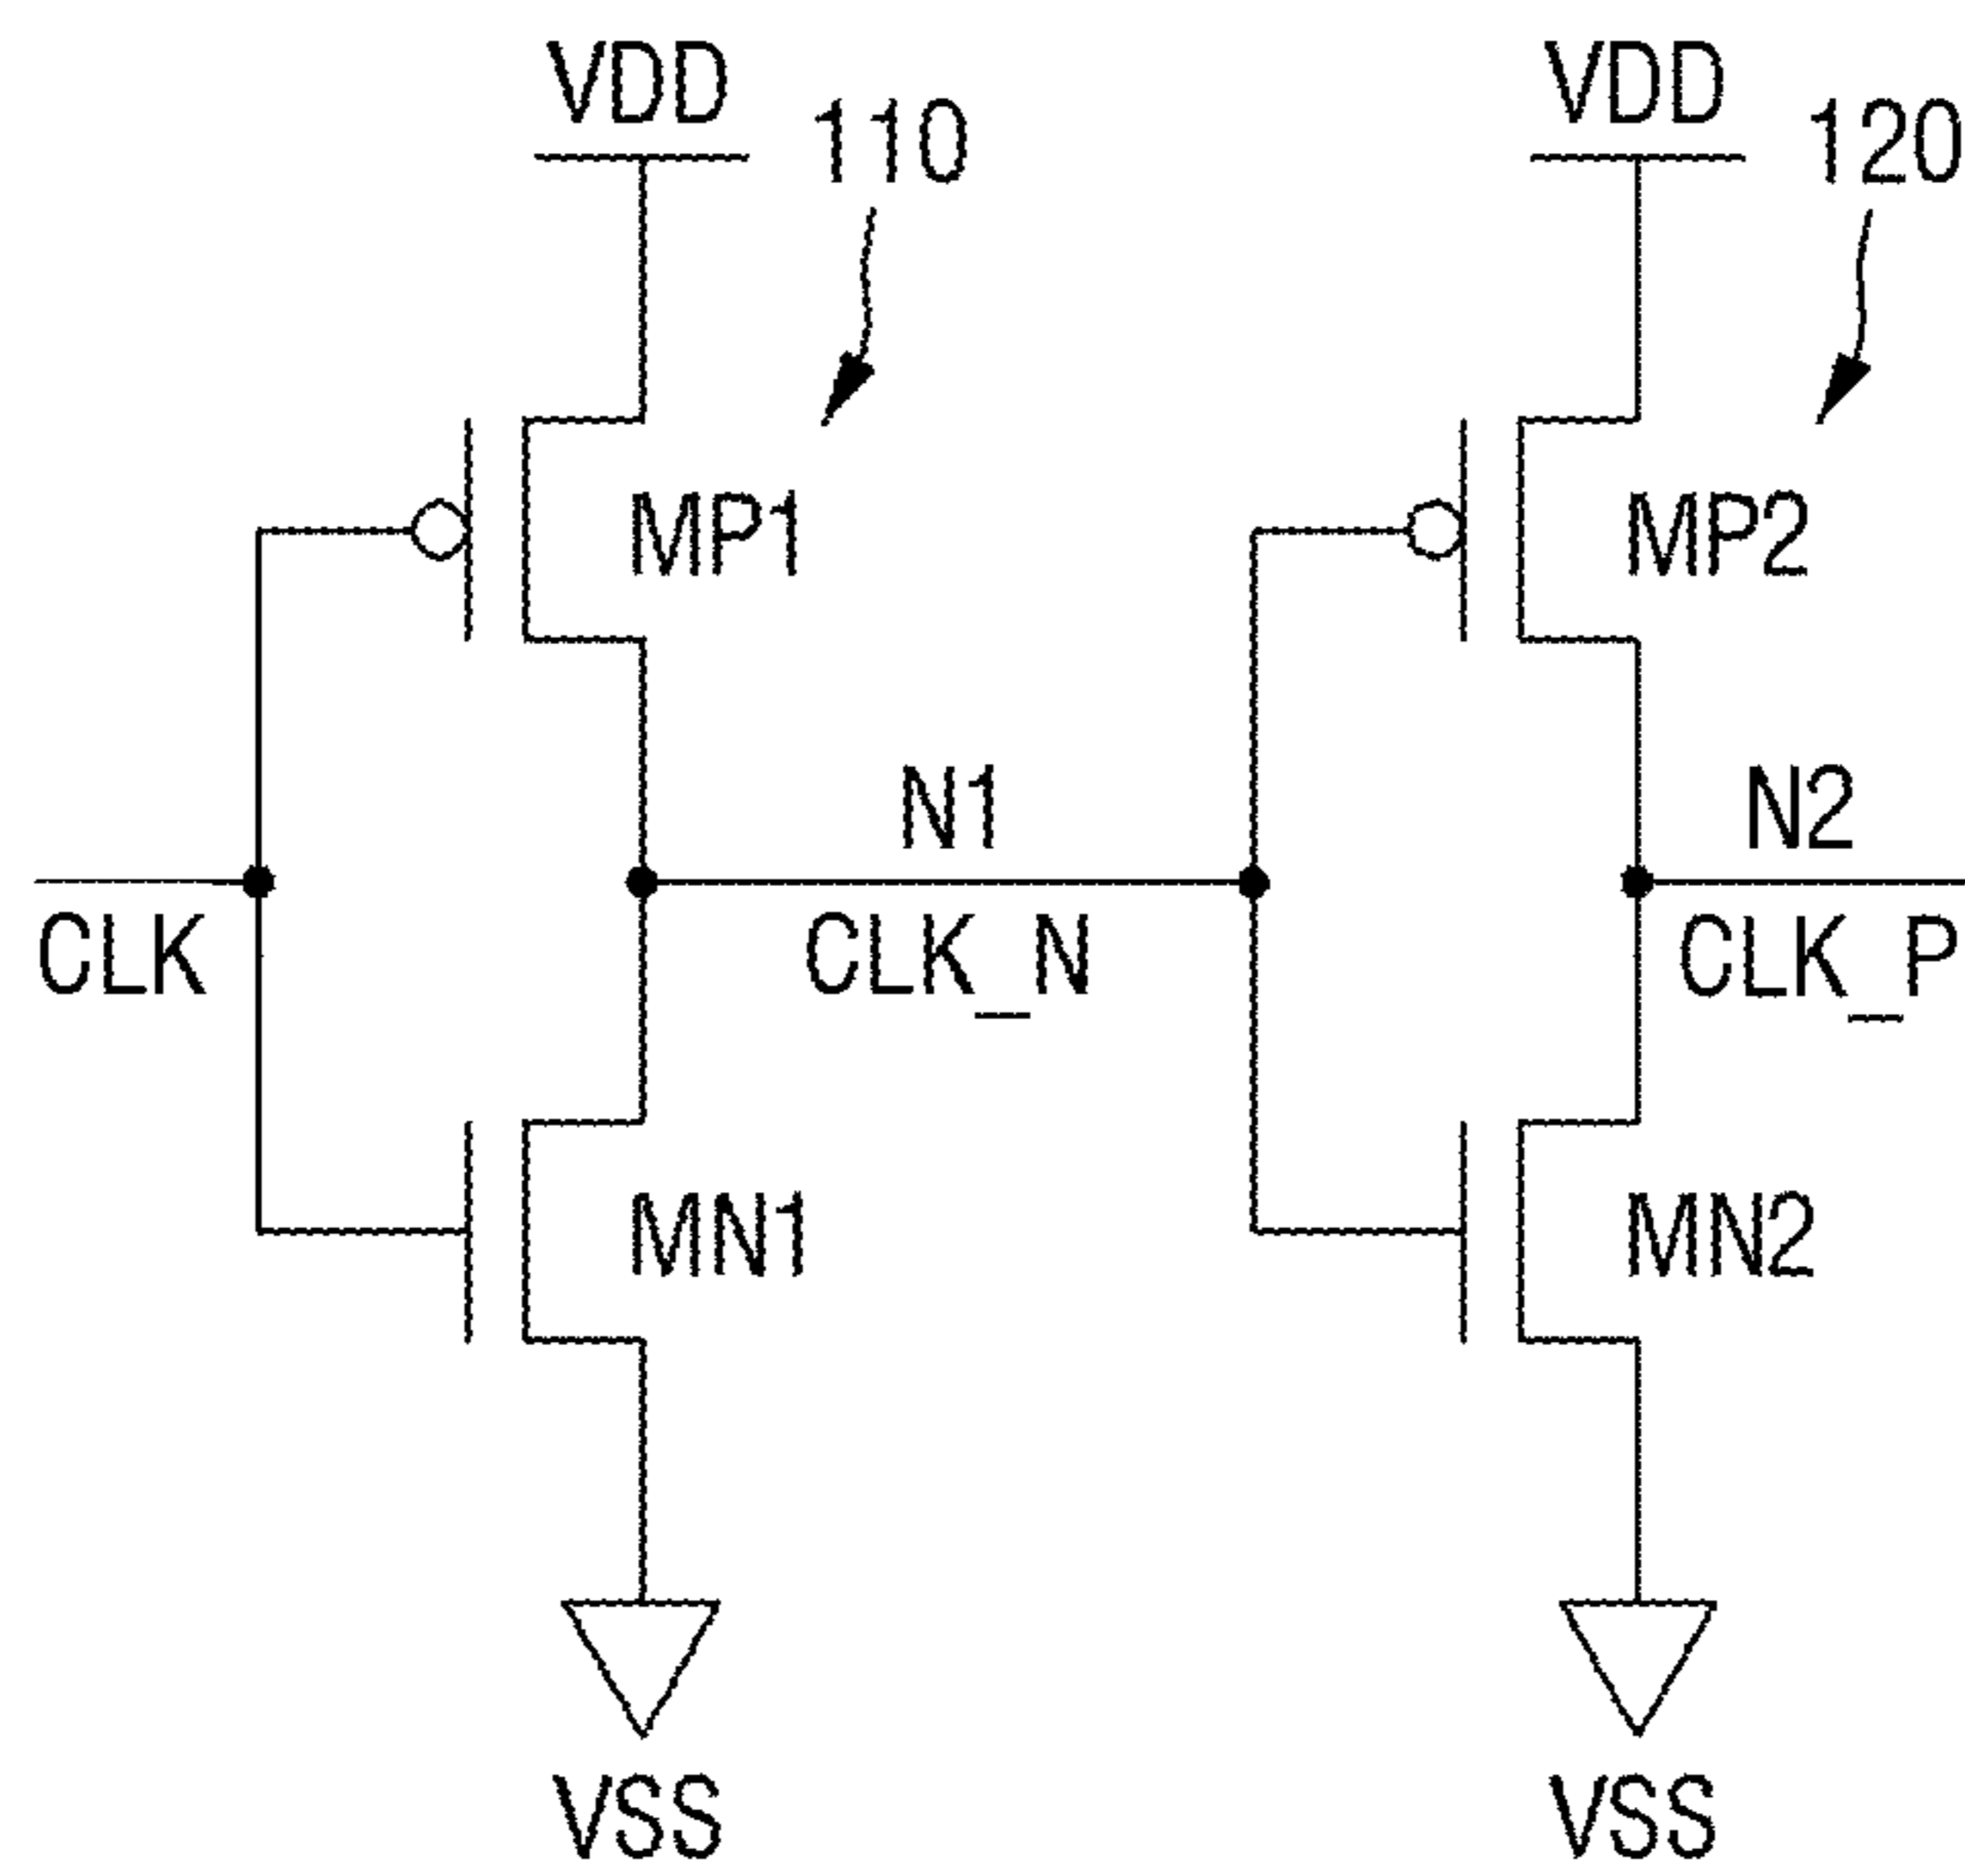 VDD
110
VDD
120
MP1
MP2
N1
N2
CLK
CLK_N
CLK_P
MN1
MN2
VSS
VSS